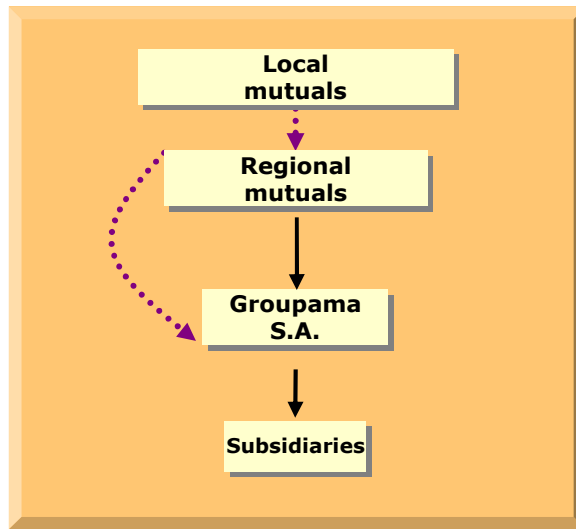 Local
mutuals
Regional
mutuals
Groupama
S.A.
Subsidiaries